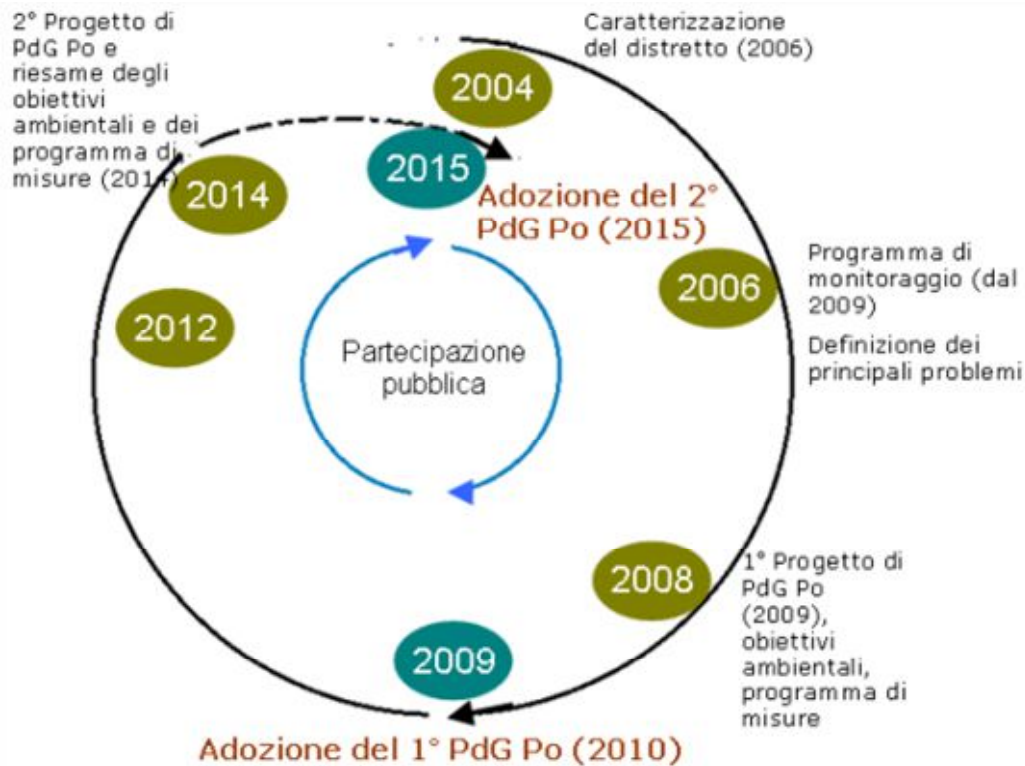 2° Progetto di
PdG Po e
riesame degli
obiettivi
ambientali e dei
programma di
misure (2014)
Caratterizzazione
del distretto (2006)
2004
2015
2014
Adozione del 2°
PdG Po (2015)
2006
Programma di
monitoraggio (dal
2009)
Definizione dei
principali problemi
2012
Partecipazione
pubblica
2008
1° Progetto di
PdG Po
(2009),
obiettivi
ambientali,
programma di
misure
2009
Adozione del 1° PdG Po (2010)